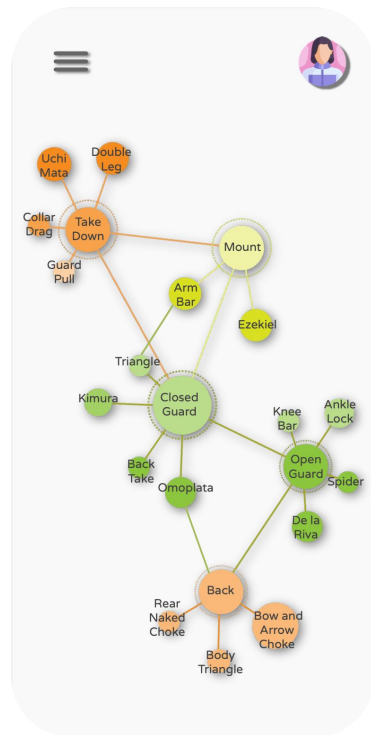 Uchi
Mata
Double
Leg
Collar
Drag
Take
Down
Guard
Pull
Mount
Arm
Bar
Ezekiel
Triangle
Kimura
Closed
Guard
Knee
Bar
Ankle
Lock
Back
Take
Omoplata
Open
Guard
Spider
De la
Riva
Back
Rear
Naked
Choke
Bow and
Arrow
Choke
Body
Triangle